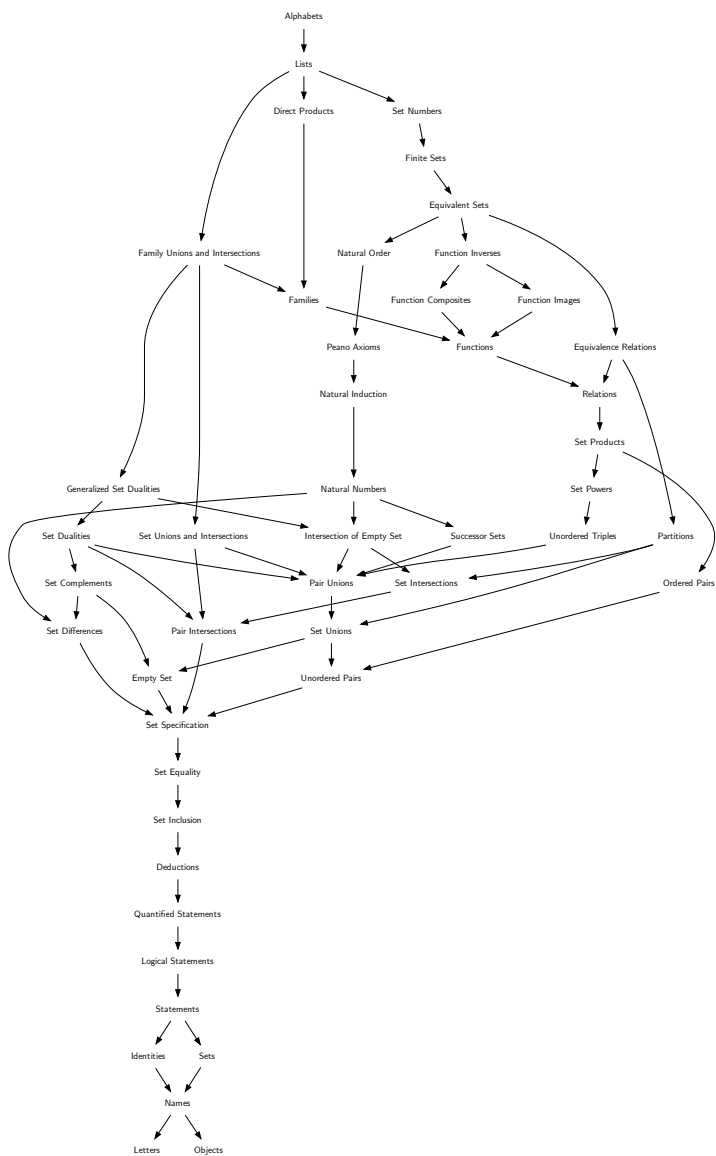 Alphabets
Lists
Direct Products
Set Numbers
Finite Sets
Equivalent Sets
Family Unions and Intersections
Natural Order
Function Inverses
Families
Function Composites
Function Images
Peano Axioms
Functions
Equivalence Relations
Natural Induction
Relations
Set Products
Generalized Set Dualities
Natural Numbers
Set Powers
Set Dualities
Set Unions and Intersections
Intersection of Empty Set
Successor Sets
Unordered Triples
Partitions
Set Complements
Pair Unions
Set Intersections
Ordered Pairs
Set Differences
Pair Intersections
Set Unions
Empty Set
Unordered Pairs
Set Specification
Set Equality
Set Inclusion
Deductions
Quantified Statements
Logical Statements
Statements
Identities
Sets
Names
Letters
Objects